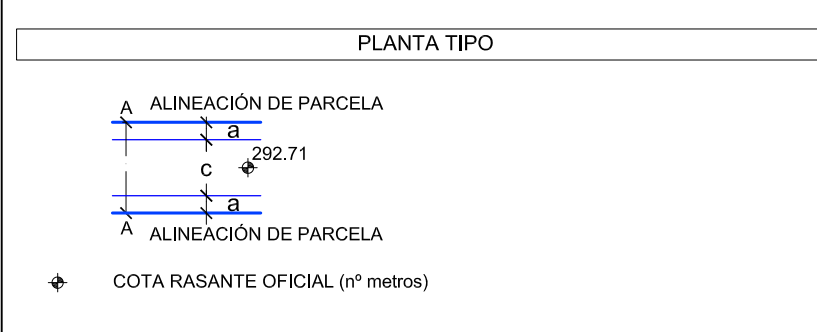 PLANTA TIPO
A ALINEACIÓN DE PARCELA
a
292.71
c
a
A ALINEACIÓN DE PARCELA
COTA RASANTE OFICIAL (nº metros)